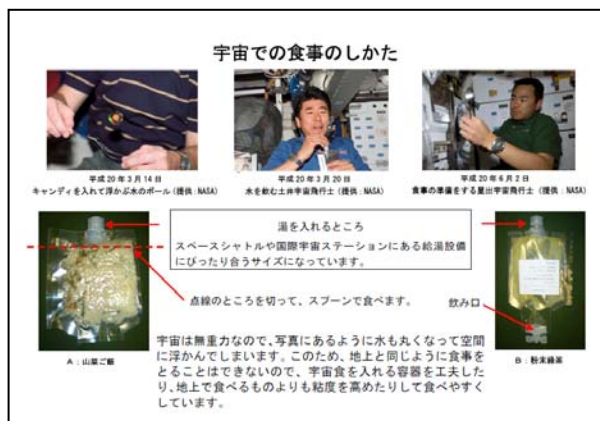 宇宙での食事のしかた
平成20年3月14日
キャンディを入れて浮かぶ水のボール(提供:NASA)
平成20年3月20日
水を飲む土井宇宙飛行士(提供:NASA)
平成20年6月2日
食事の準備をする星出宇宙飛行士(提供:NASA)
湯を入れるところ
スペースシャトルや国際宇宙ステーションにある給湯設備
にぴったり合うサイズになっています。
点線のところを切って、スプーンで食べます。
飲み口
A:山菜ご飯
B:粉末緑茶
宇宙は無重力なので、写真にあるように水も丸くなって空間
に浮かんでしまいます。このため、地上と同じように食事を
とることはできないので、宇宙食を入れる容器を工夫した
り、地上で食べるものよりも粘度を高めたりして食べやすく
しています。